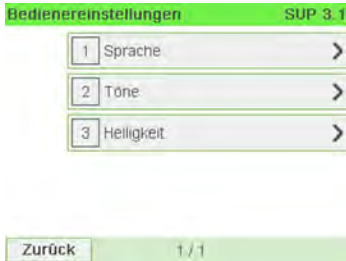 Bedienereinstellungen SUP 3.1
1 Sprache
2 Töne
3 Helligkeit
Zurück 1 / 1